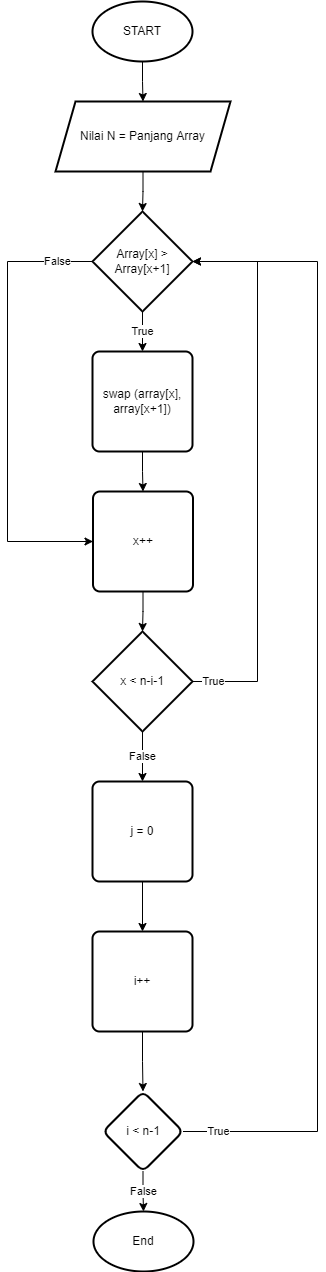 START
Nilai N = Panjang Array
Array[x] >
Array[x+1]
False
True
swap (array[x],
array[x+1])
x++
x < n-i-1
True
False
j = 0
i++
i < n-1
True
False
End